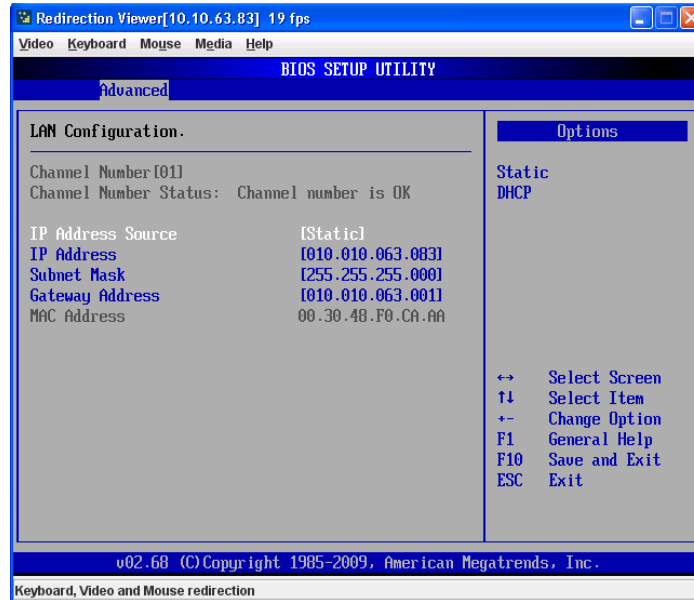 Redirection Viewer[10.10.63.83] 19 fps
Video Keyboard Mouse Media Help
BIOS SETUP UTILITY
Advanced
LAN Configuration.
Channel Number[01]
Channel Number Status: Channel number is OK
IP Address Source [Static]
IP Address [010.010.063.083]
Subnet Mask [255.255.255.000]
Gateway Address [010.010.063.001]
MAC Address 00.30.48.F0.CA.AA
Options
Static
DHCP
↔ Select Screen
↑↓ Select Item
+- Change Option
F1 General Help
F10 Save and Exit
ESC Exit
v02.68 (C)Copyright 1985-2009, American Megatrends, Inc.
Keyboard, Video and Mouse redirection